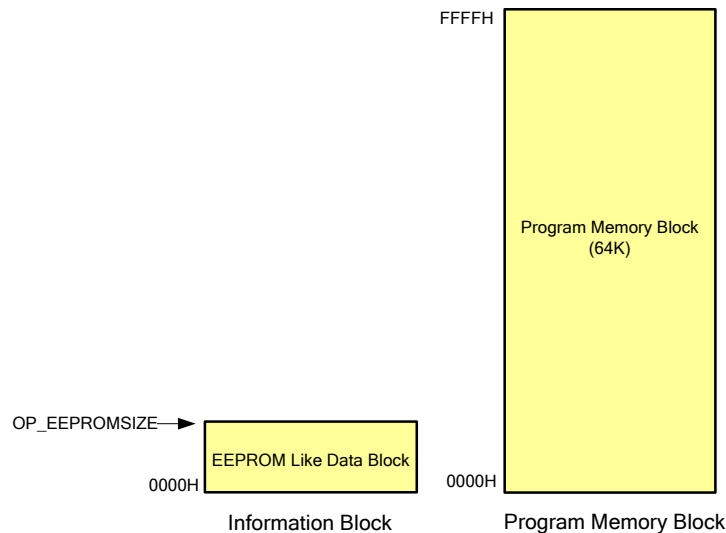 FFFFH
Program Memory Block
(64K)
OP_EEPROMSIZE
EEPROM Like Data Block
0000H
0000H
Information Block
Program Memory Block